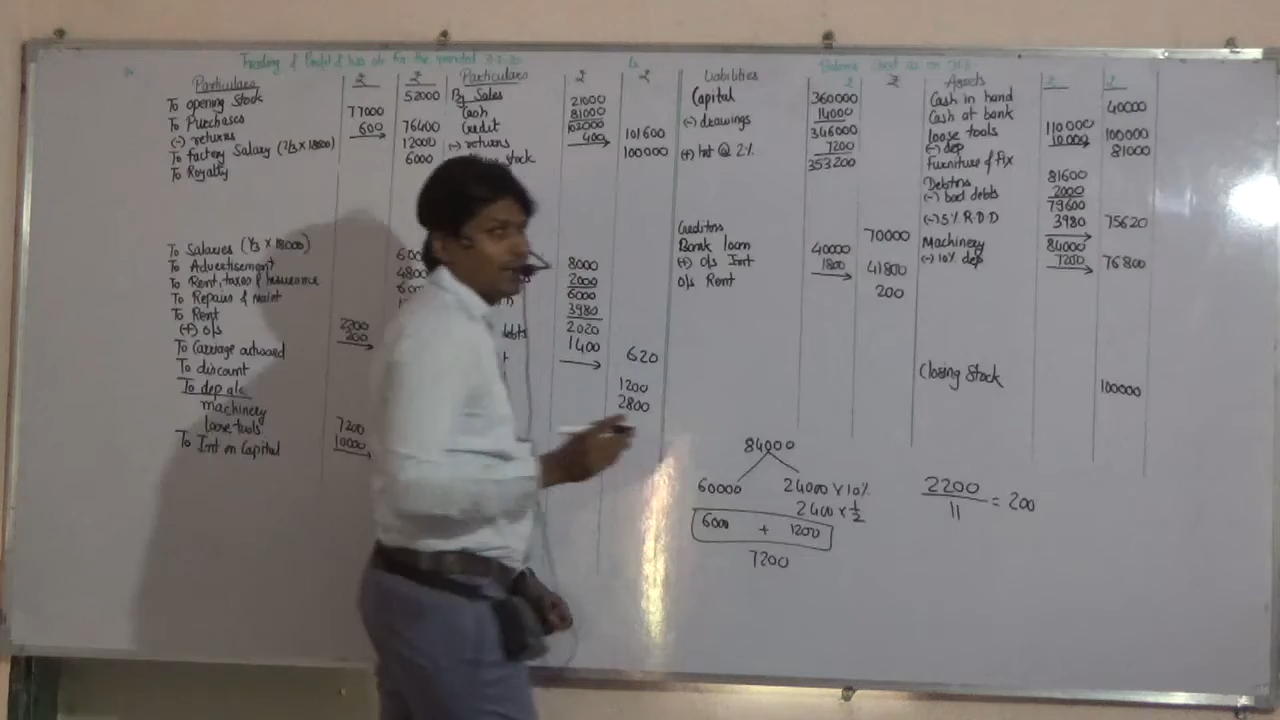 Trading & Profit & loss a/c for the
Particulars ₹ ₹ Particulars ₹ ₹
To opening Stock 52000 By Sales
To Purchases 77000 Cash 21000
(-) returns 600 76400 Credit 81000
102000
To factory Salary (2/3 x 18000) 12000 (-) returns 400 101600
To Royalty 6000 stock 100000
To Salaries (1/3 x 18000)
To Advertisement 4800 8000
To Rent, taxes & Insurance 2000
To Repairs & Maint 6000
To Rent 2200 3980
(+) o/s 200 debts 2020
To Carriage outward 1400 620
To discount 1200
To dep a/c 2800
machinery 7200
loose tools 10000
To Int on Capital
Balance Sheet as on
Liabilities ₹ ₹ Assets ₹ ₹
Capital 360000
(-) drawings 14000
346000
(+) Int @ 2% 7200
353200
Creditors 70000
Bank loan 40000
(+) o/s Int 1800 41800
o/s Rent 200
Cash in hand
Cash at bank 40000
loose tools 110000
(-) dep 10000 100000
Furniture & Fix 81000
Debtors 81600
(-) bad debts 2000
79600
(-) 5% R.D.D 3980 75620
Machinery 84000
(-) 10% dep 7200 76800
Closing Stock 100000
84000
60000 24000 x 10%
2400 x 1/2
6000 + 1200
7200
2200
11 = 200